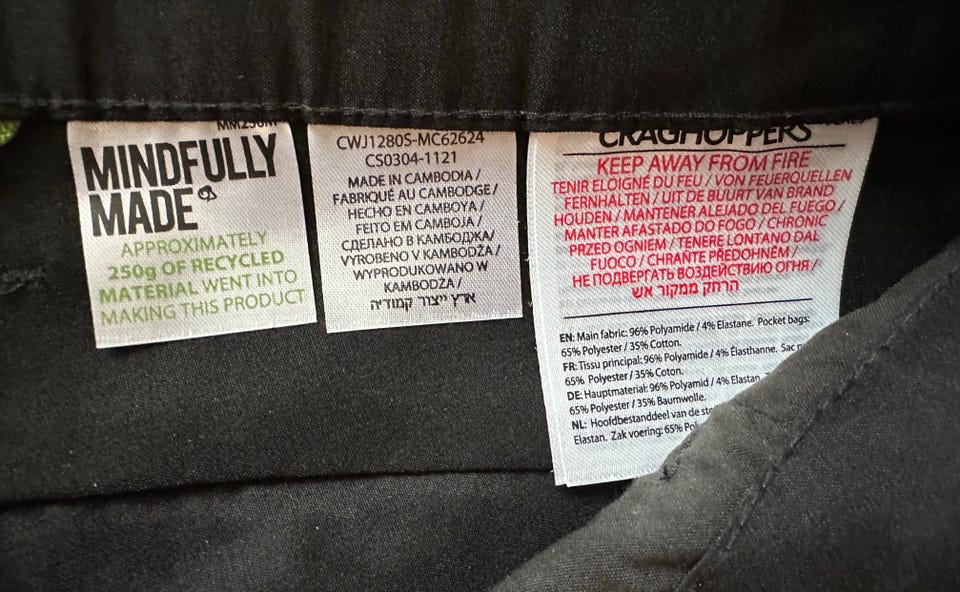 MM250M
MINDFULLY
MADE
APPROXIMATELY
250g OF RECYCLED
MATERIAL WENT INTO
MAKING THIS PRODUCT
CWJ1280S-MC62624
CS0304-1121
MADE IN CAMBODIA /
FABRIQUÉ AU CAMBODGE /
HECHO EN CAMBOYA /
FEITO EM CAMBOJA /
СДЕЛАНО В КАМБОДЖА/
VYROBENO V KAMBODŽA /
WYPRODUKOWANO W
KAMBODŻA /
ארץ ייצור קמודיה
CRAGHOPPERS
KEEP AWAY FROM FIRE
TENIR ELOIGNÉ DU FEU / VON FEUERQUELLEN
FERNHALTEN / UIT DE BUURT VAN BRAND
HOUDEN / MANTENER ALEJADO DEL FUEGO /
MANTER AFASTADO DO FOGO / CHRONIC
PRZED OGNIEM / TENERE LONTANO DAL
FUOCO / CHRANTE PŘEDOHNEM /
НЕ ПОДВЕРГАТЬ ВОЗДЕЙСТВИЮ ОГНЯ /
הרחק ממקור אש
EN: Main fabric: 96% Polyamide / 4% Elastane. Pocket bags:
65% Polyester / 35% Cotton.
FR: Tissu principal: 96% Polyamide / 4% Élasthanne. Sac
65% Polyester / 35% Coton.
DE: Hauptmaterial: 96% Polyamid / 4% Elastan
65% Polyester / 35% Baumwolle.
NL: Hoofdbestanddeel van de
Elastan. Zak voering: 65%